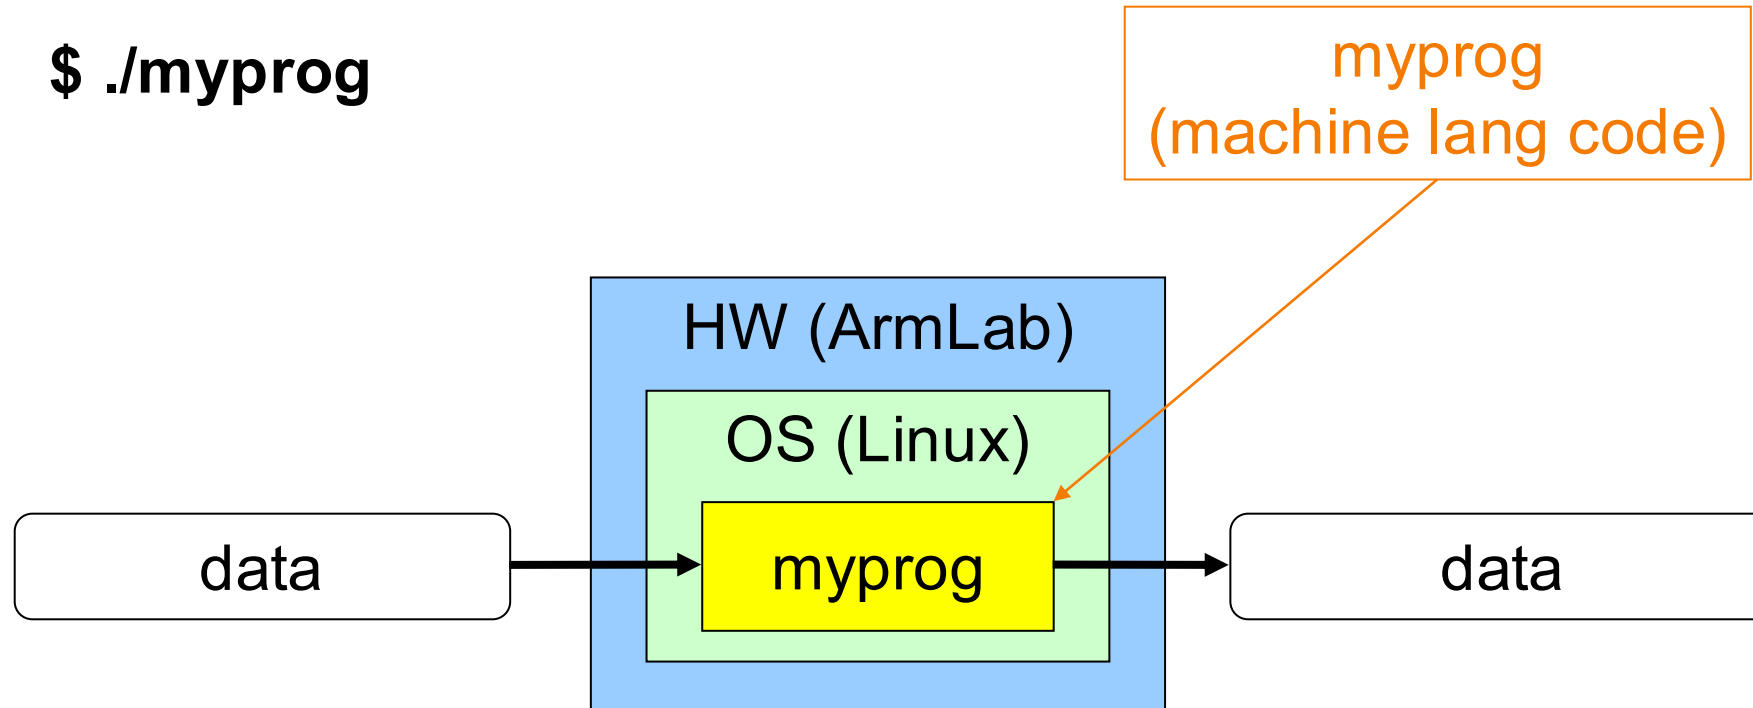 $ ./myprog
myprog
(machine lang code)
HW (ArmLab)
OS (Linux)
data
myprog
data